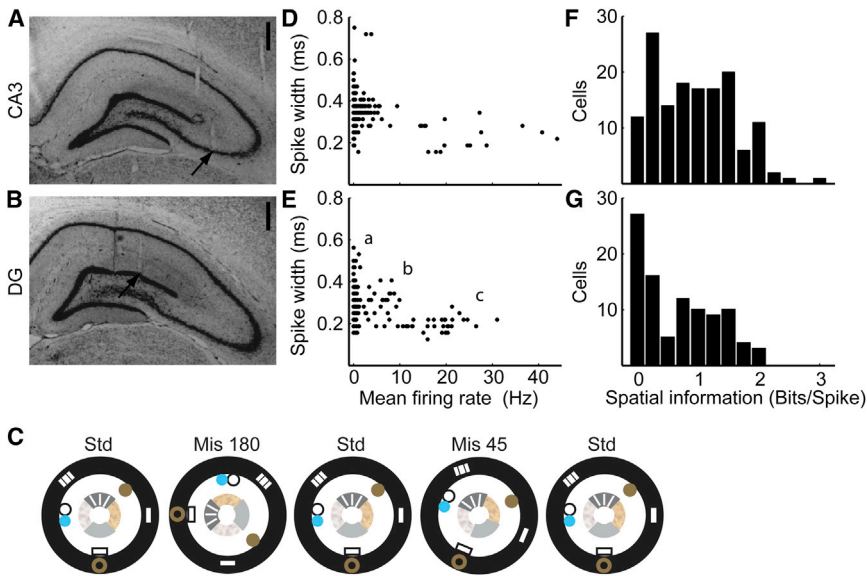 A
CA3
B
DG
D
Spike width (ms)
0.8
0.6
0.4
0.2
E
Spike width (ms)
0.8
0.6
0.4
0.2
a
b
c
0 10 20 30 40
Mean firing rate (Hz)
F
Cells
30
20
10
G
Cells
30
20
10
0 1 2 3
Spatial information (Bits/Spike)
C
Std Mis 180 Std Mis 45 Std